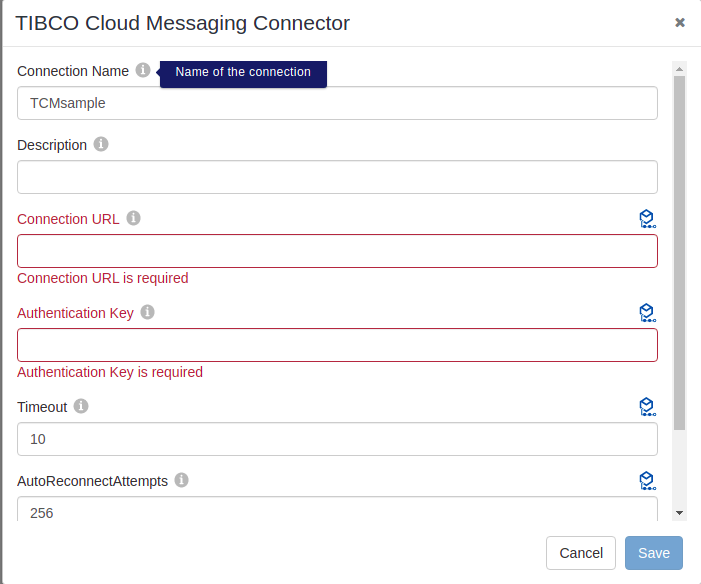 TIBCO Cloud Messaging Connector
Connection Name
Name of the connection
TCMsample
Description
Connection URL
Connection URL is required
Authentication Key
Authentication Key is required
Timeout
10
AutoReconnectAttempts
256
Cancel
Save